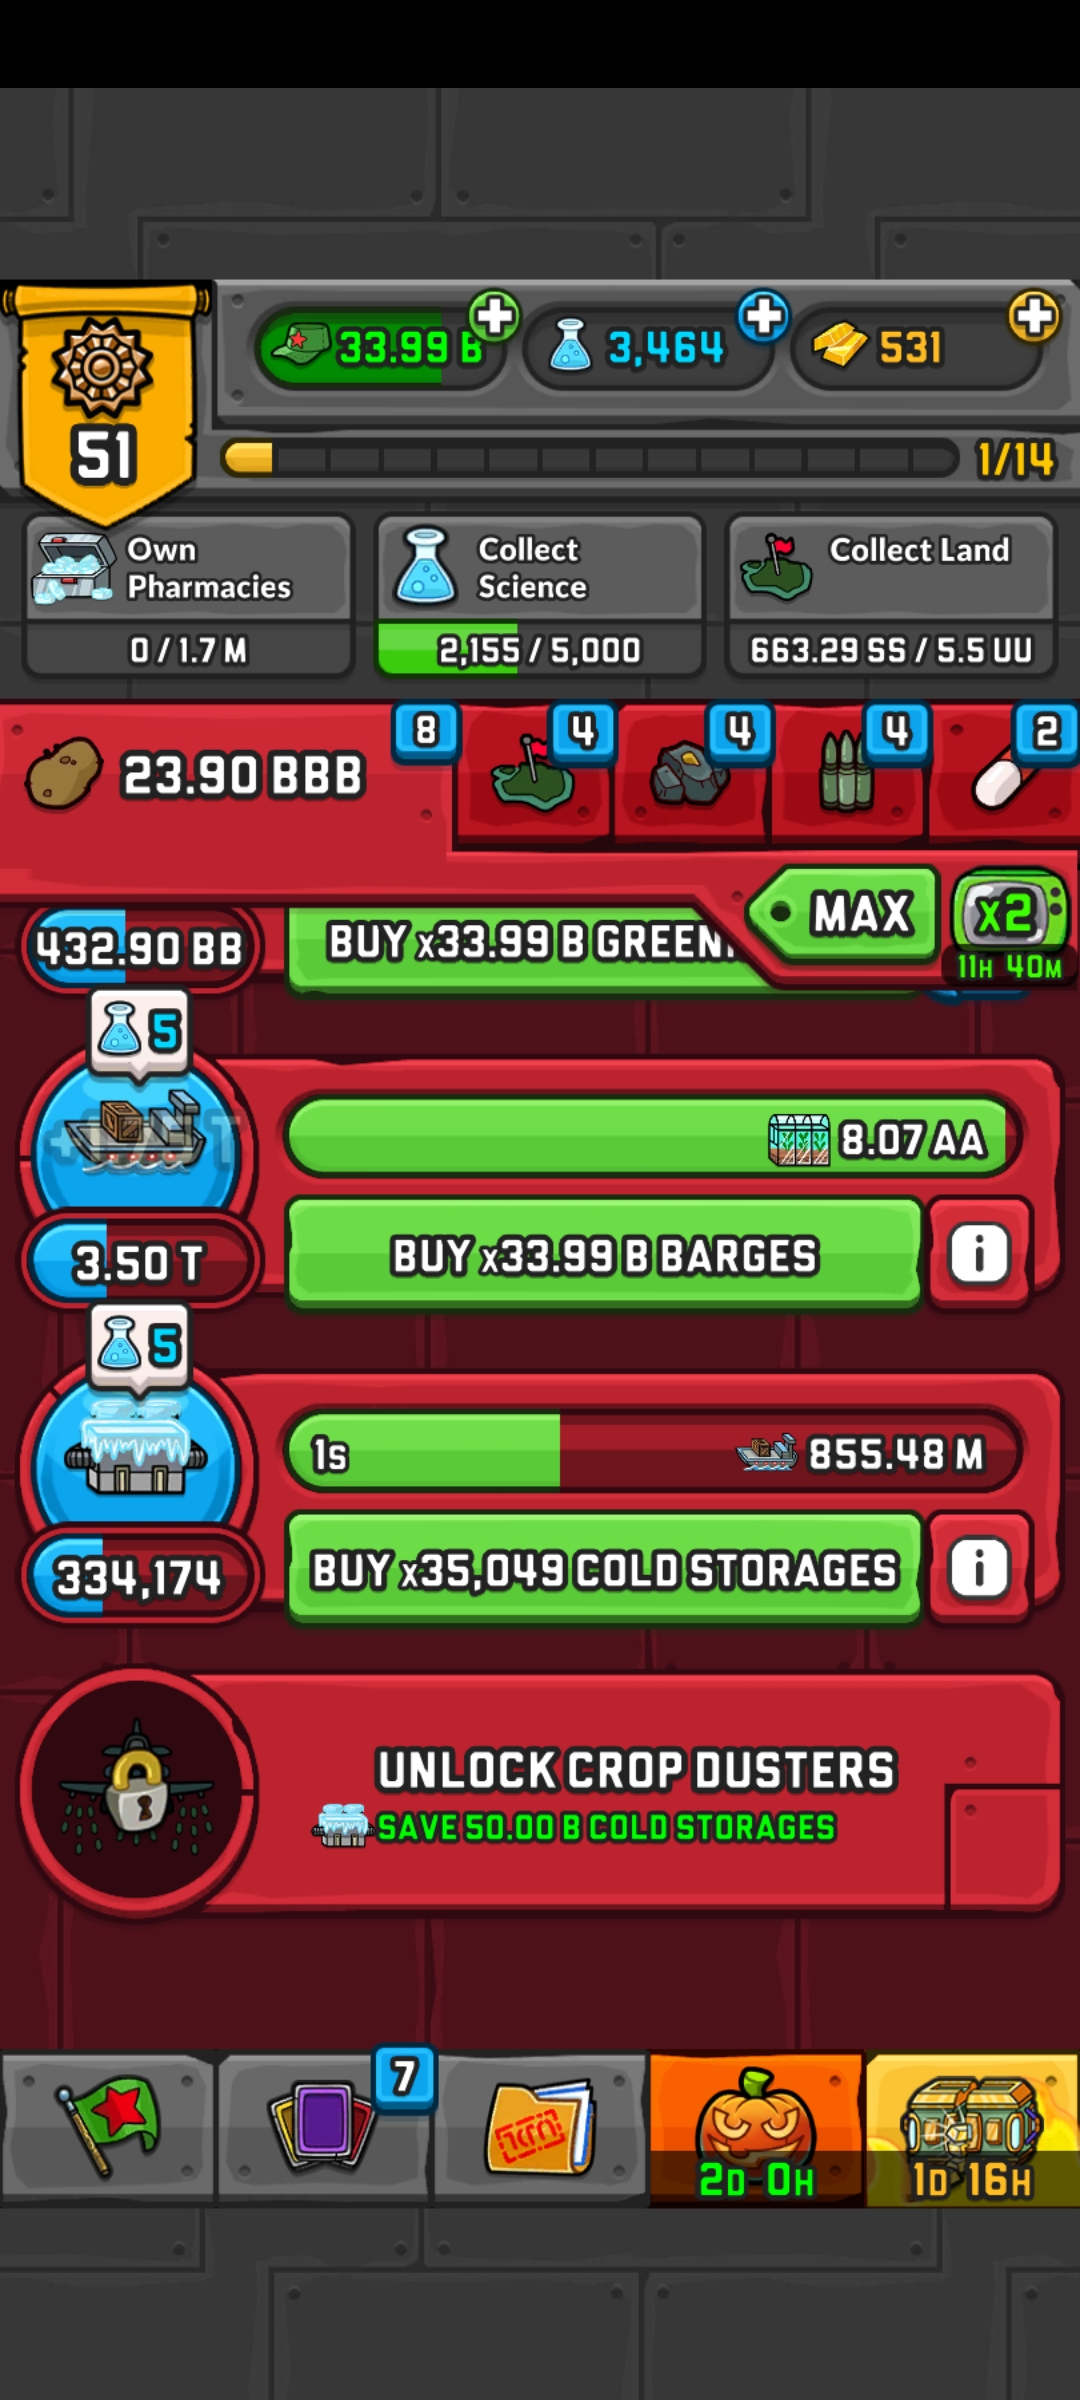 33.99 B
3,464
531
51
1/14
Own
Pharmacies
0 / 1.7 M
Collect
Science
2,155 / 5,000
Collect Land
663.29 SS / 5.5 UU
23.90 BBB
8
4
4
4
2
MAX
x2
11H 40M
432.90 BB
BUY x33.99 B GREEN
5
8.07 AA
3.50 T
BUY x33.99 B BARGES
i
5
1s
855.48 M
334,174
BUY x35,049 COLD STORAGES
i
UNLOCK CROP DUSTERS
SAVE 50.00 B COLD STORAGES
7
2D 0H
1D 16H